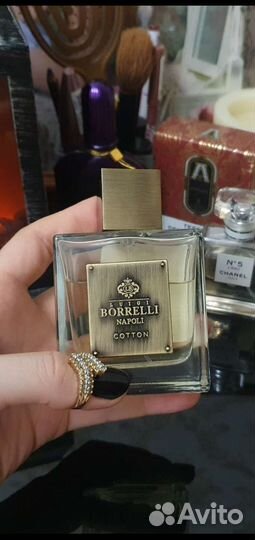 LUIGI
BORRELLI
NAPOLI
COTTON
N°5
CHANEL
Avito